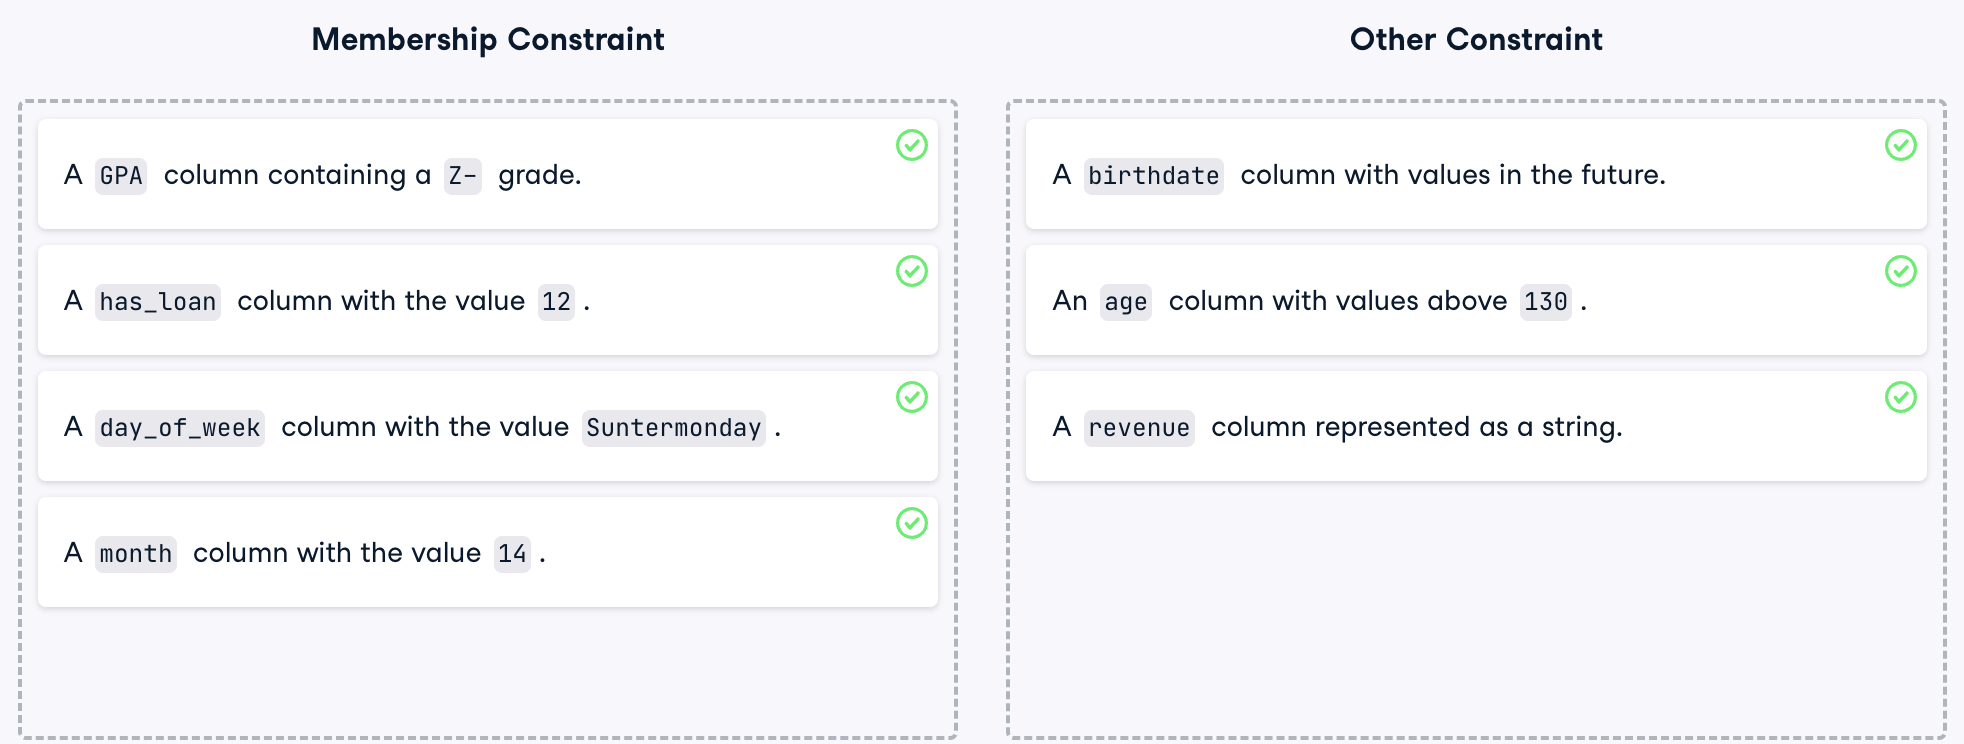 Membership Constraint
A GPA column containing a Z- grade.
A has_loan column with the value 12 .
A day_of_week column with the value Suntermonday .
A month column with the value 14 .
Other Constraint
A birthdate column with values in the future.
An age column with values above 130 .
A revenue column represented as a string.